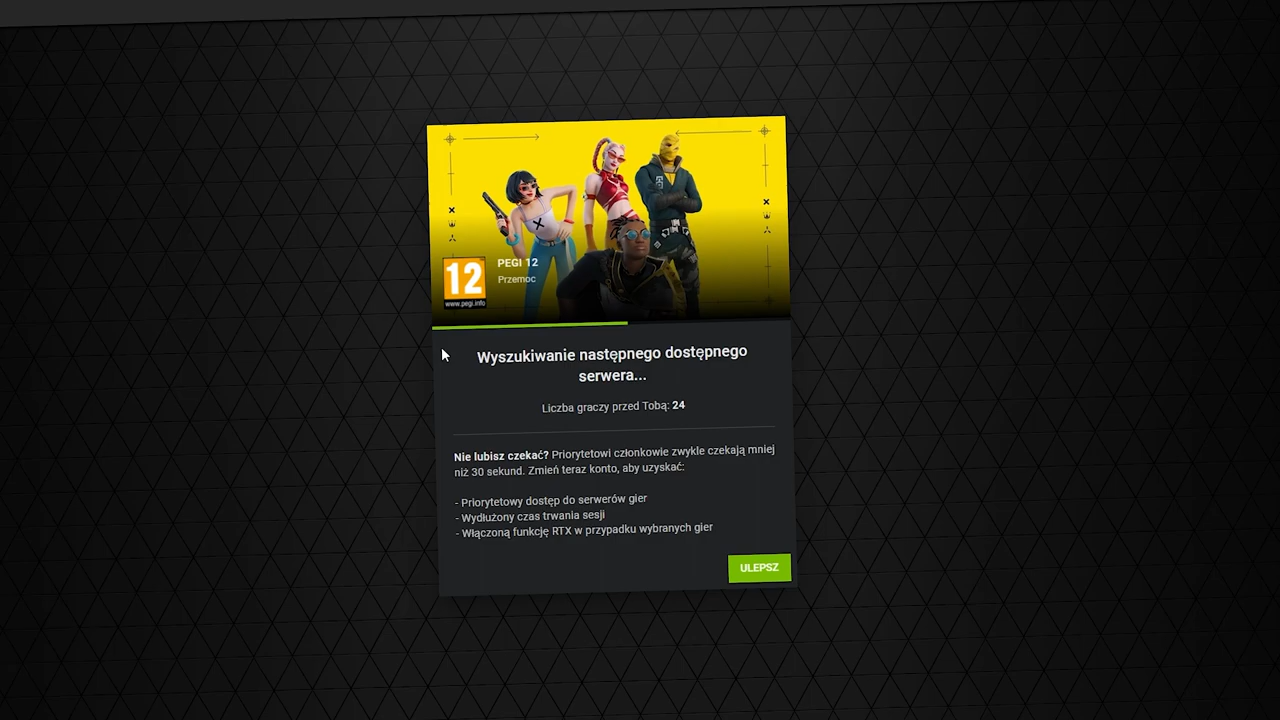 12
www.pegi.info
PEGI 12
Przemoc
Wyszukiwanie następnego dostępnego
serwera...
Liczba graczy przed Tobą: 24
Nie lubisz czekać? Priorytetowi członkowie zwykle czekają mniej
niż 30 sekund. Zmień teraz konto, aby uzyskać:
- Priorytetowy dostęp do serwerów gier
- Wydłużony czas trwania sesji
- Włączoną funkcję RTX w przypadku wybranych gier
ULEPSZ